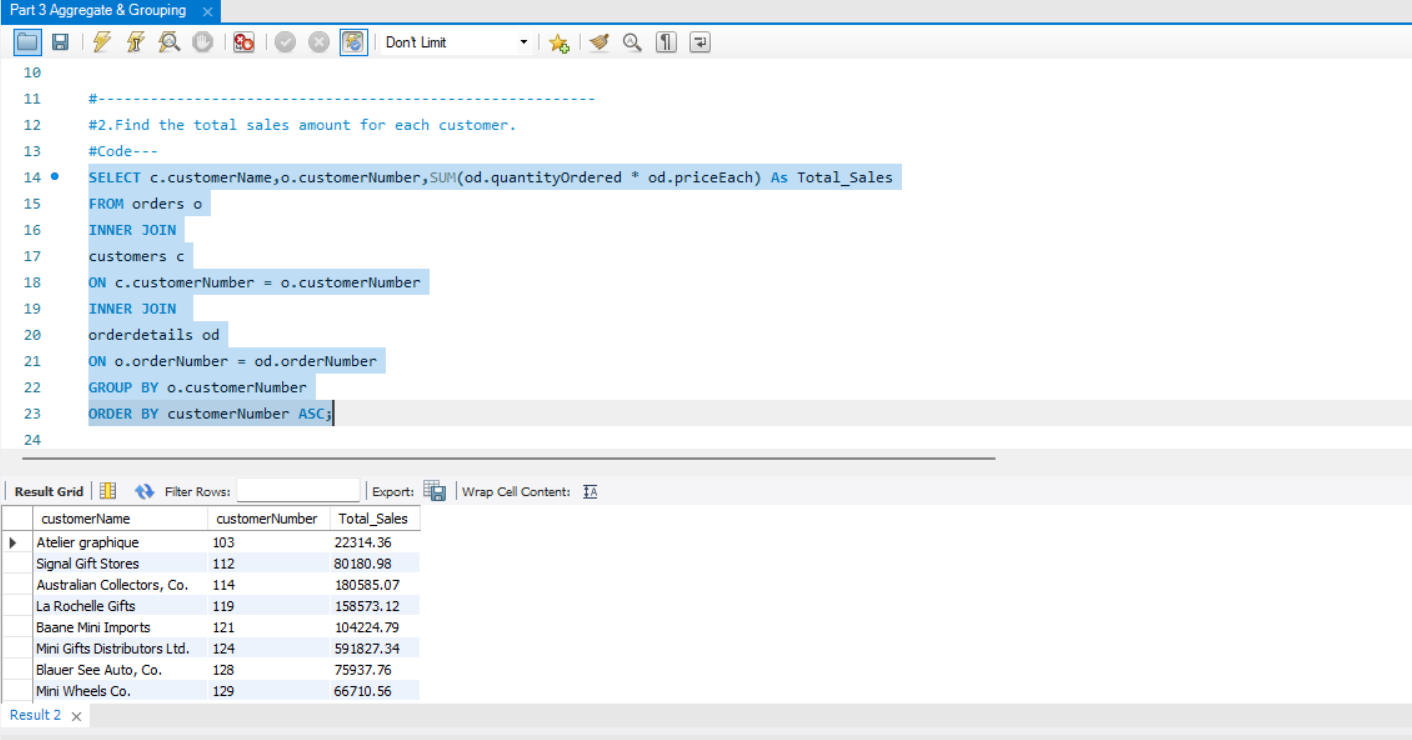 Part 3 Aggregate & Grouping
Don't Limit
10
11 #---------------------------------------------------------
12 #2.Find the total sales amount for each customer.
13 #Code---
14 SELECT c.customerName,o.customerNumber,SUM(od.quantityOrdered * od.priceEach) As Total_Sales
15 FROM orders o
16 INNER JOIN
17 customers c
18 ON c.customerNumber = o.customerNumber
19 INNER JOIN
20 orderdetails od
21 ON o.orderNumber = od.orderNumber
22 GROUP BY o.customerNumber
23 ORDER BY customerNumber ASC;
24
Result Grid Filter Rows: Export: Wrap Cell Content:
customerName customerNumber Total_Sales
Atelier graphique 103 22314.36
Signal Gift Stores 112 80180.98
Australian Collectors, Co. 114 180585.07
La Rochelle Gifts 119 158573.12
Baane Mini Imports 121 104224.79
Mini Gifts Distributors Ltd. 124 591827.34
Blauer See Auto, Co. 128 75937.76
Mini Wheels Co. 129 66710.56
Result 2